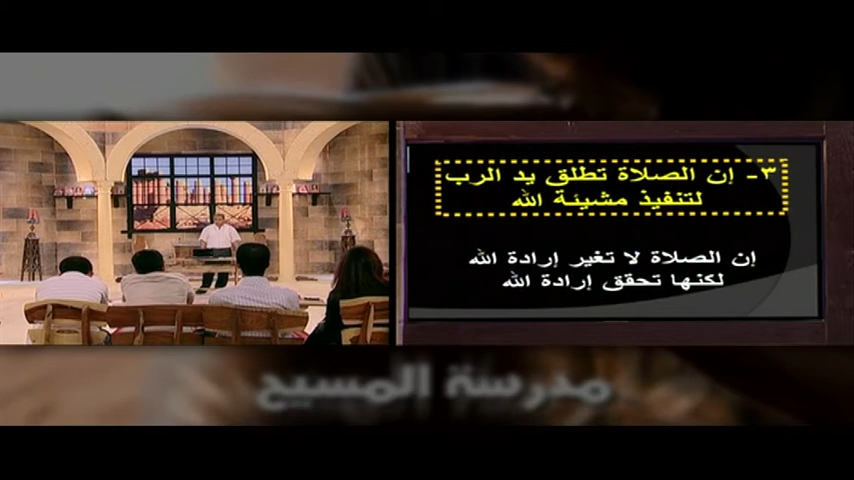 ٣- إن الصلاة تطلق يد الرب
لتنفيذ مشيئة الله
إن الصلاة لا تغير إرادة الله
لكنها تحقق إرادة الله
مدرسة المسيح